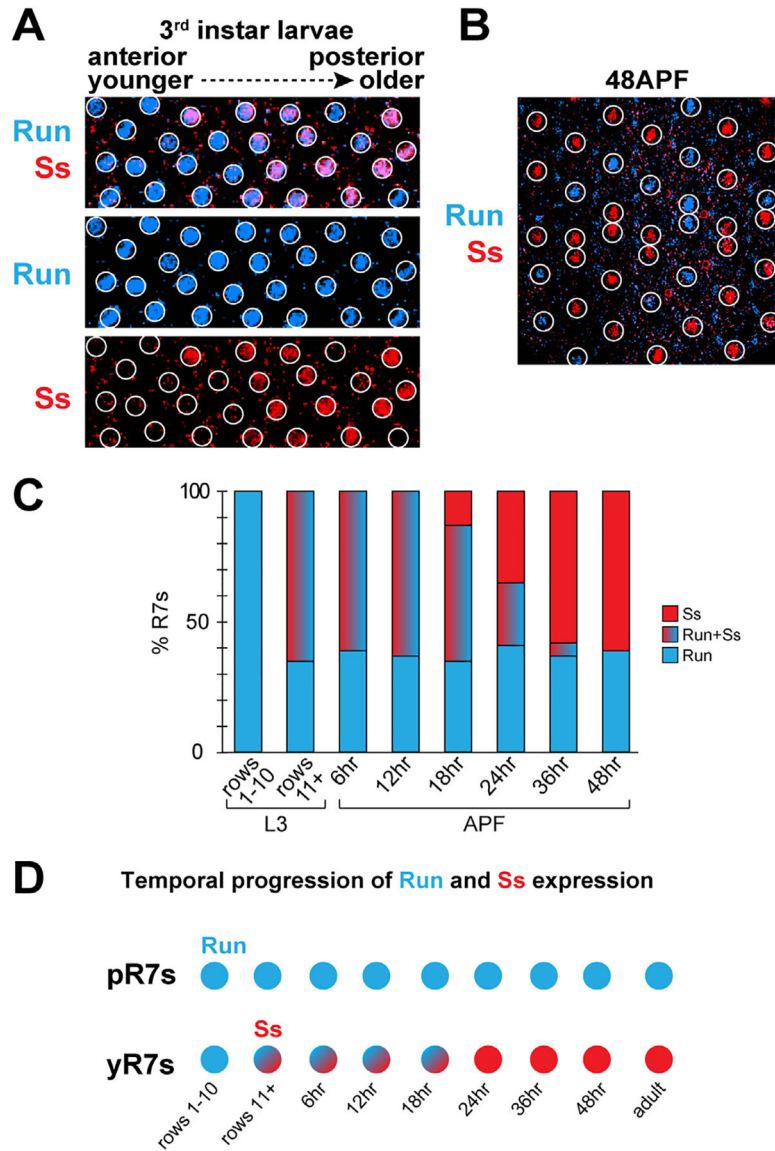 A
3rd instar larvae
anterior posterior
younger older
Run
Ss
Run
Ss
B
48APF
Run
Ss
C
100
50
0
% R7s
Ss
Run+Ss
Run
rows 1-10
rows 11+
6hr
12hr
18hr
24hr
36hr
48hr
L3
APF
D
Temporal progression of Run and Ss expression
Run
pR7s
Ss
yR7s
rows 1-10
rows 11+
6hr
12hr
18hr
24hr
36hr
48hr
adult